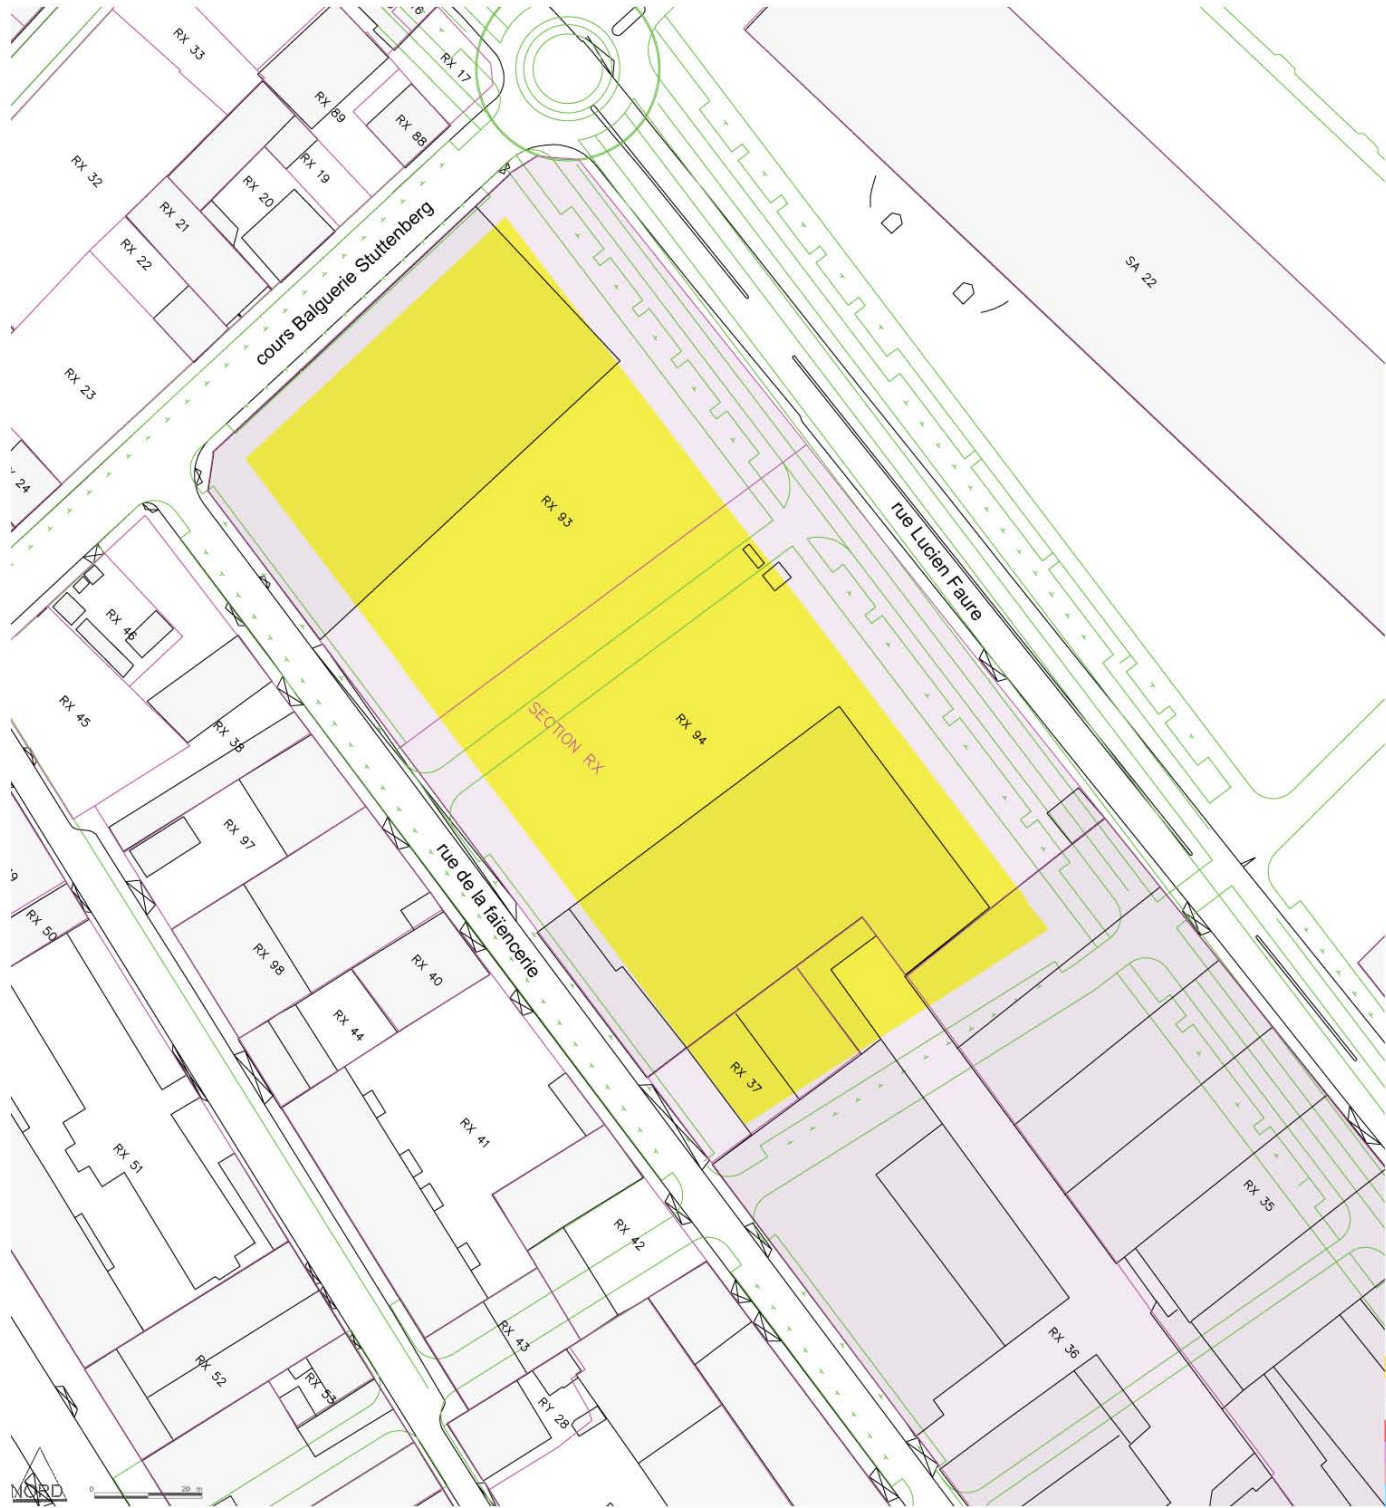 RX 33
RX 17
RX 89
RX 88
RX 32
RX 19
RX 20
RX 21
RX 22
cours Balguerie Stuttenberg
SA 22
RX 23
24
RX 93
rue Lucien Faure
RX 46
RX 45
RX 38
SECTION RX
RX 94
RX 97
rue de la faïencerie
RX 50
RX 98
RX 40
RX 44
RX 37
RX 41
RX 51
RX 35
RX 42
RX 43
RX 36
RX 52
RX 53
RY 28
NORD
0 20 m